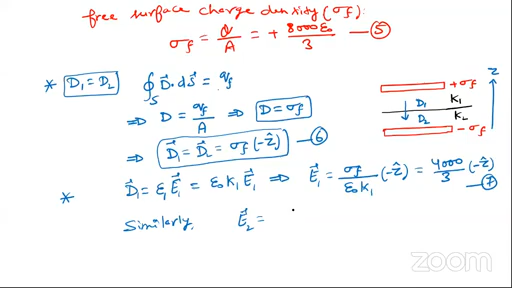 free surface charge density (σf):
σf = Q/A = + 8000ε0/3 — ⑤
* D1 = D2 ∮S D⃗ · dS⃗ = qf
⇒ D = qf/A ⇒ D = σf
⇒ D⃗1 = D⃗2 = σf (-ẑ) — ⑥
z
+σf
D1 K1
D2 K2
-σf
* D⃗1 = ε1E⃗1 = ε0 K1 E⃗1 ⇒ E⃗1 = σf/ε0K1 (-ẑ) = 4000/3 (-ẑ) — ⑦
Similarly, E⃗2 =
zoom